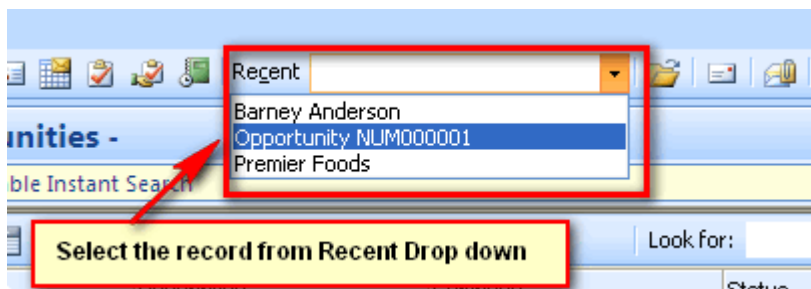 Recent
Barney Anderson
Opportunity NUM000001
unities -
Premier Foods
ble Instant Search
Select the record from Recent Drop down
Look for:
Status